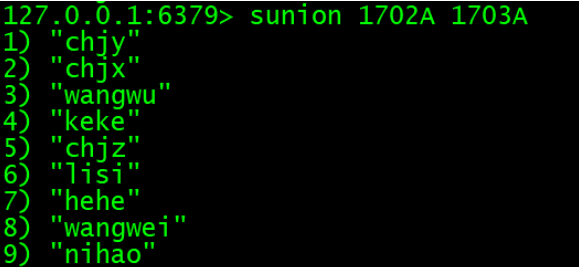 127.0.0.1:6379> sunion 1702A 1703A
1) "chjy"
2) "chjx"
3) "wangwu"
4) "keke"
5) "chjz"
6) "lisi"
7) "hehe"
8) "wangwei"
9) "nihao"